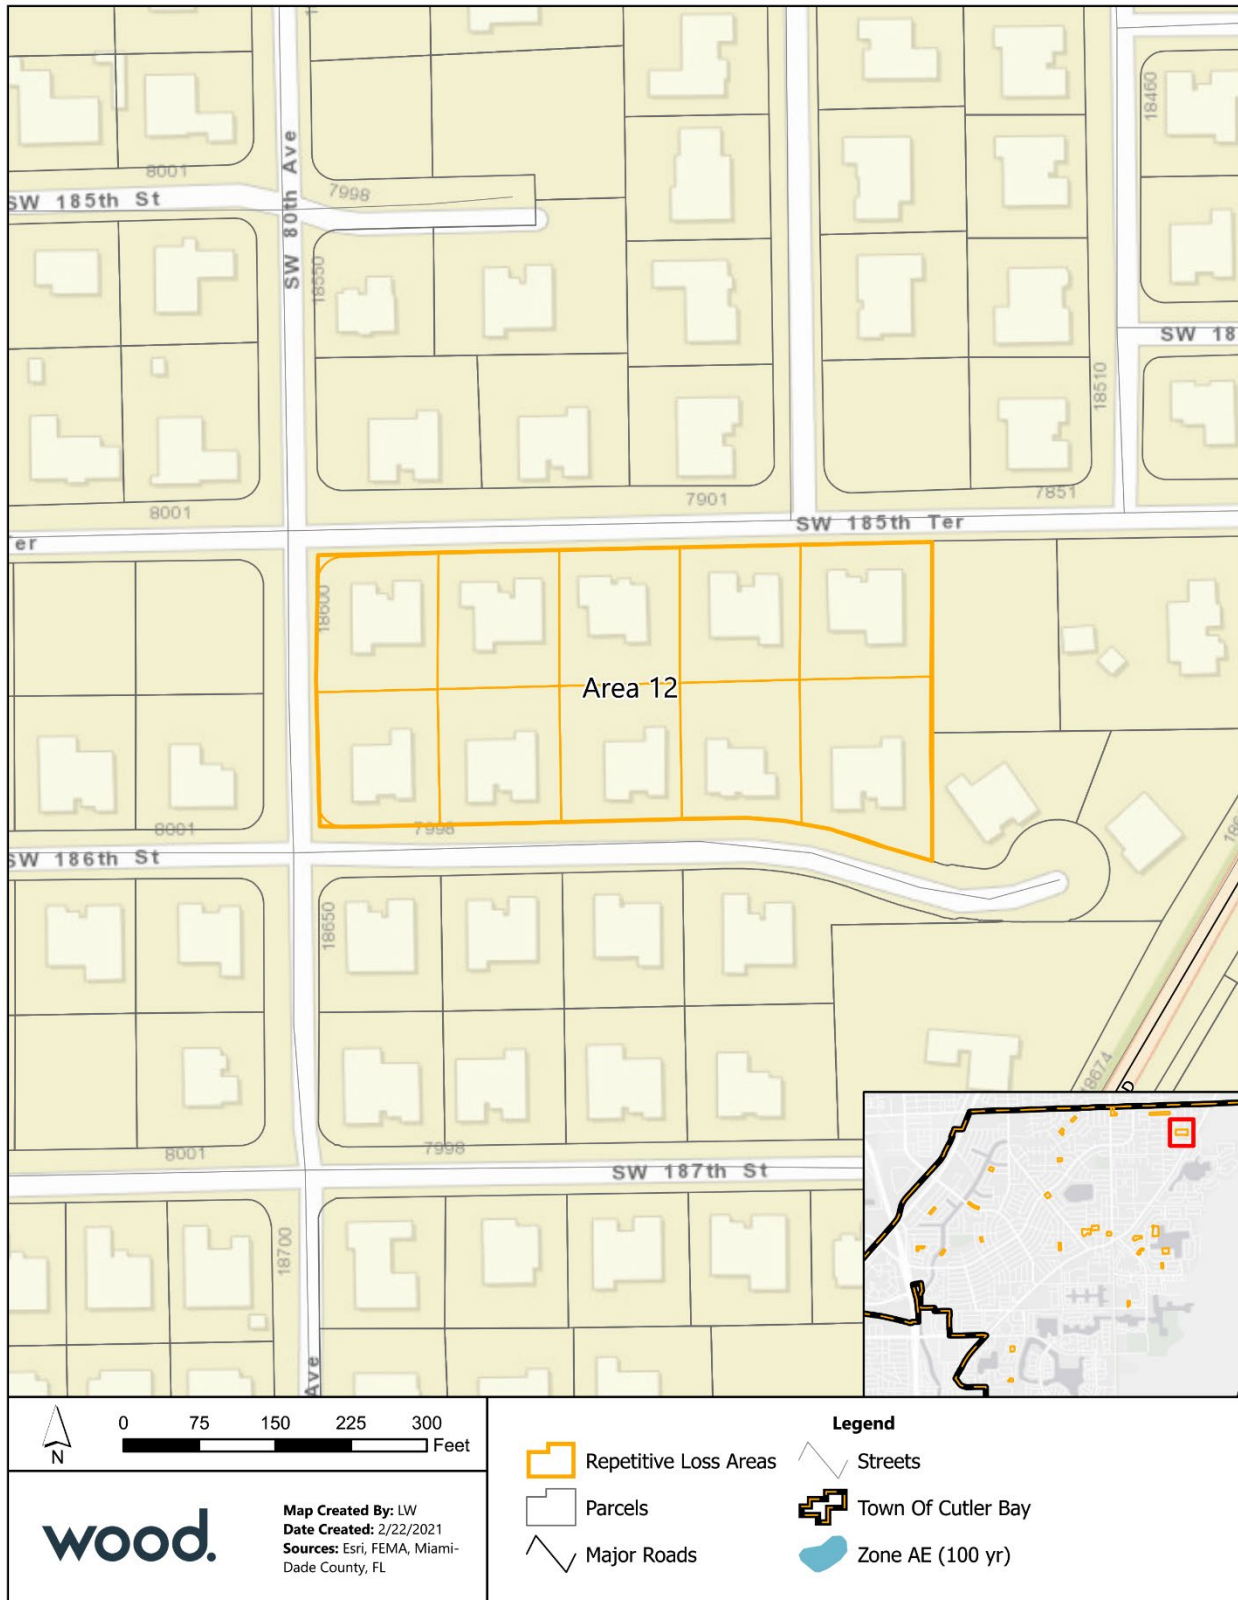 18460
8001
SW 80th Ave
7998
SW 185th St
18550
SW 18
18510
8001
7901
7851
SW 185th Ter
er
18600
Area 12
8001
7998
SW 186th St
18650
18674
D
8001
7998
SW 187th St
18700
Ave
N
0 75 150 225 300
Feet
wood.
Map Created By: LW
Date Created: 2/22/2021
Sources: Esri, FEMA, Miami-
Dade County, FL
Legend
Repetitive Loss Areas
Parcels
Major Roads
Streets
Town Of Cutler Bay
Zone AE (100 yr)